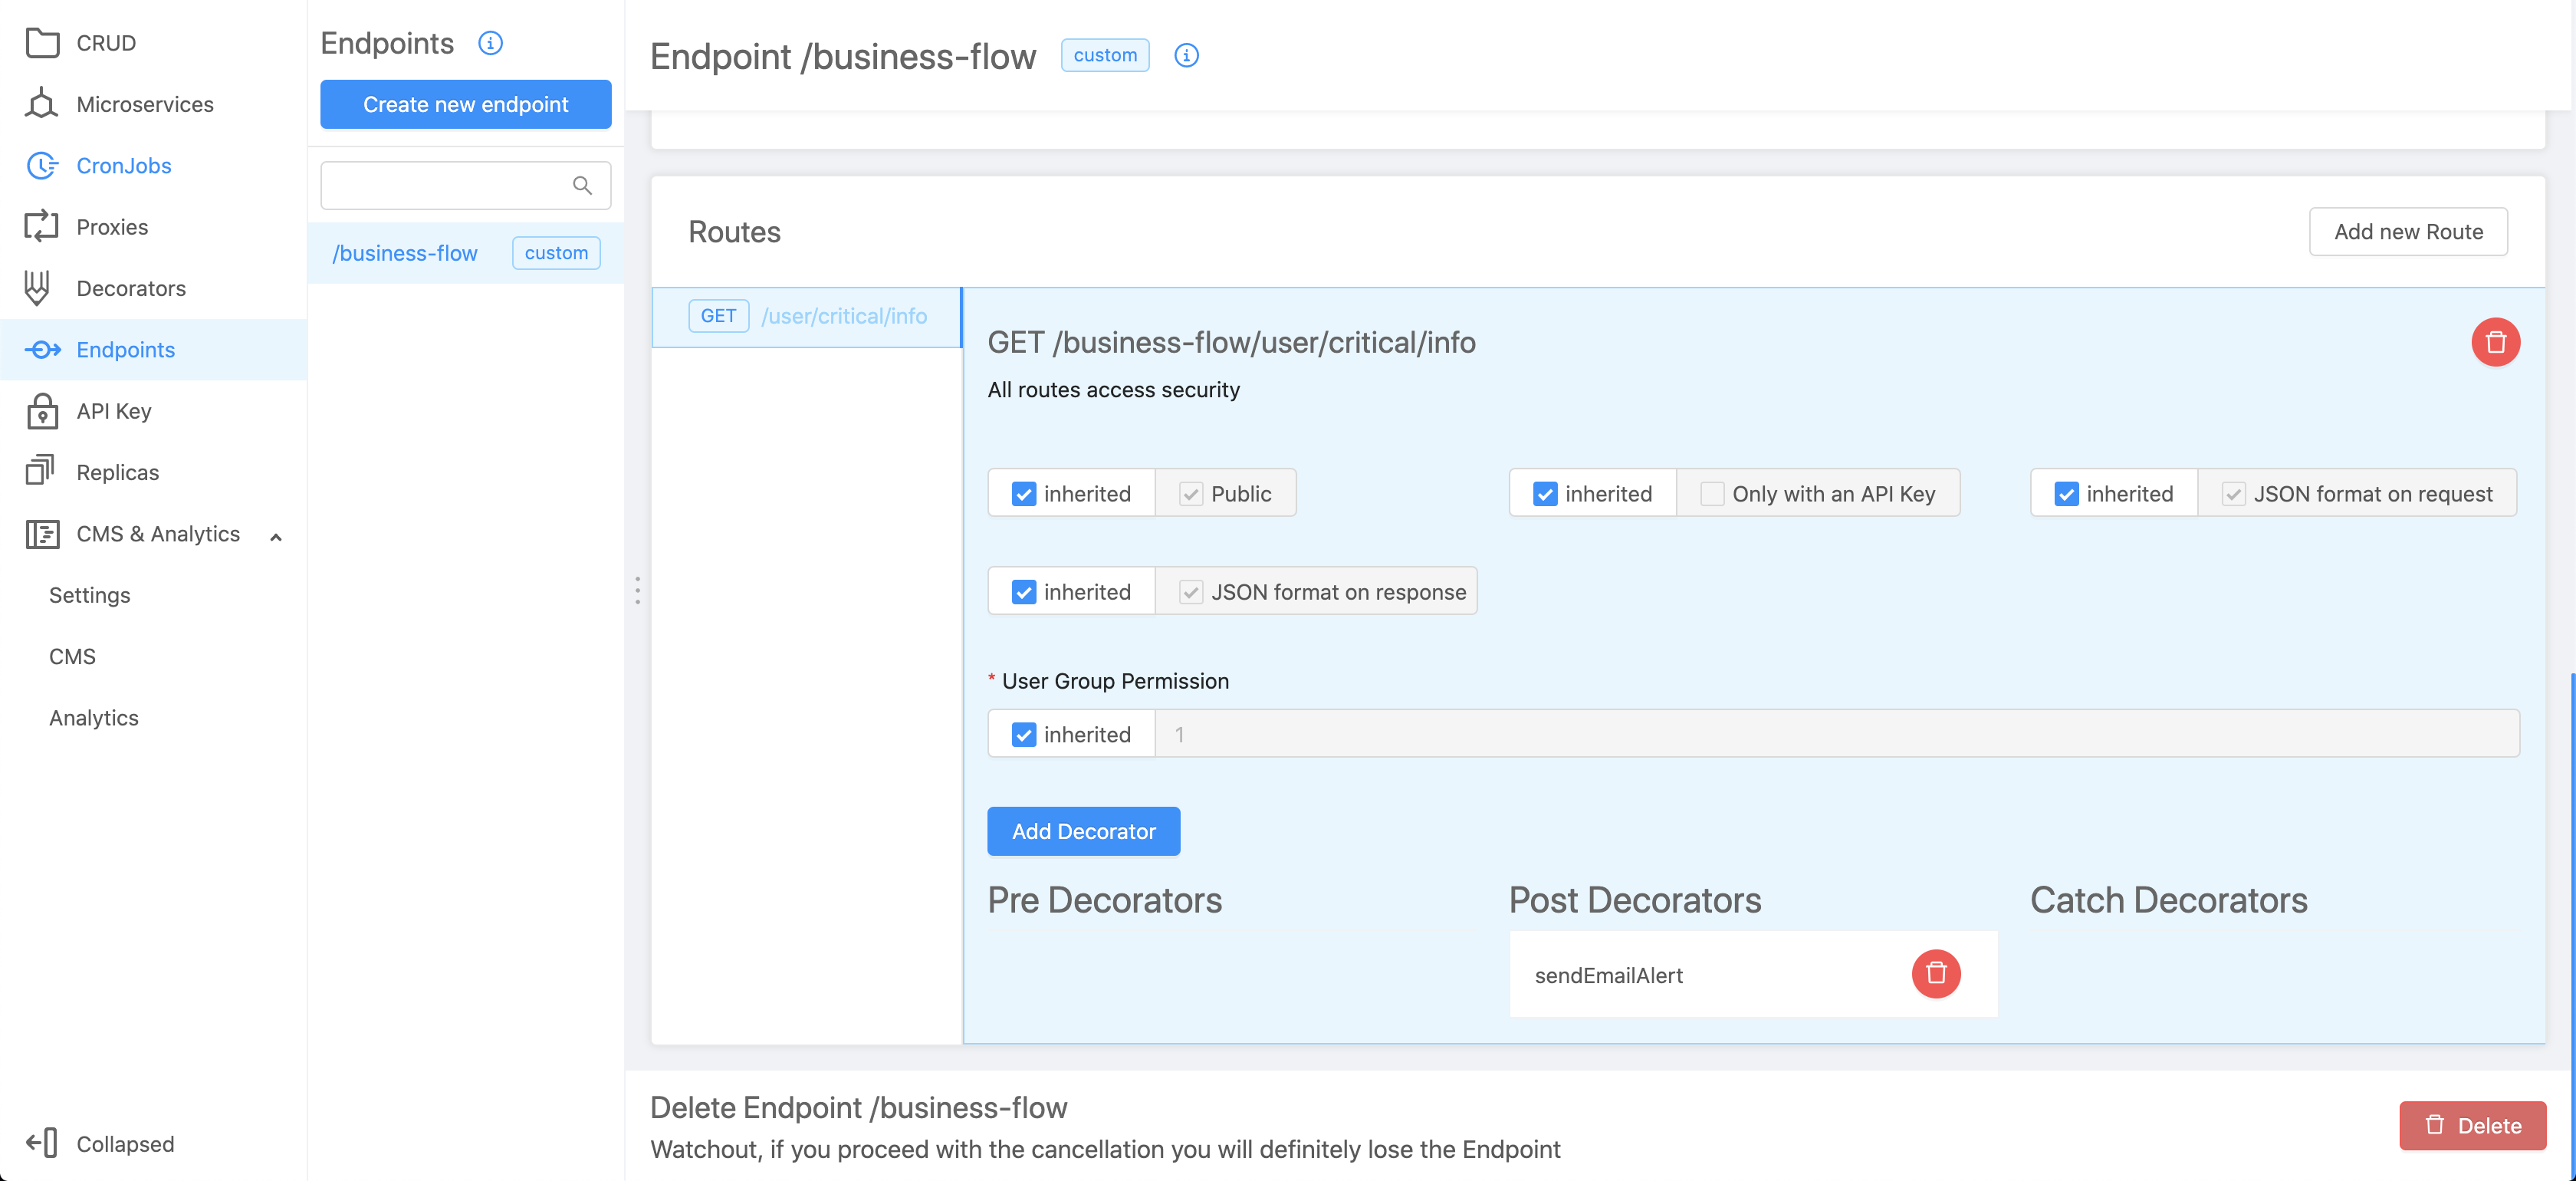 CRUD
Microservices
CronJobs
Proxies
Decorators
Endpoints
API Key
Replicas
CMS & Analytics
Settings
CMS
Analytics
Collapsed
Endpoints
Create new endpoint
/business-flow custom
Endpoint /business-flow custom
Routes
Add new Route
GET /user/critical/info
GET /business-flow/user/critical/info
All routes access security
inherited Public
inherited Only with an API Key
inherited JSON format on request
inherited JSON format on response
* User Group Permission
inherited 1
Add Decorator
Pre Decorators
Post Decorators
Catch Decorators
sendEmailAlert
Delete Endpoint /business-flow
Watchout, if you proceed with the cancellation you will definitely lose the Endpoint
Delete